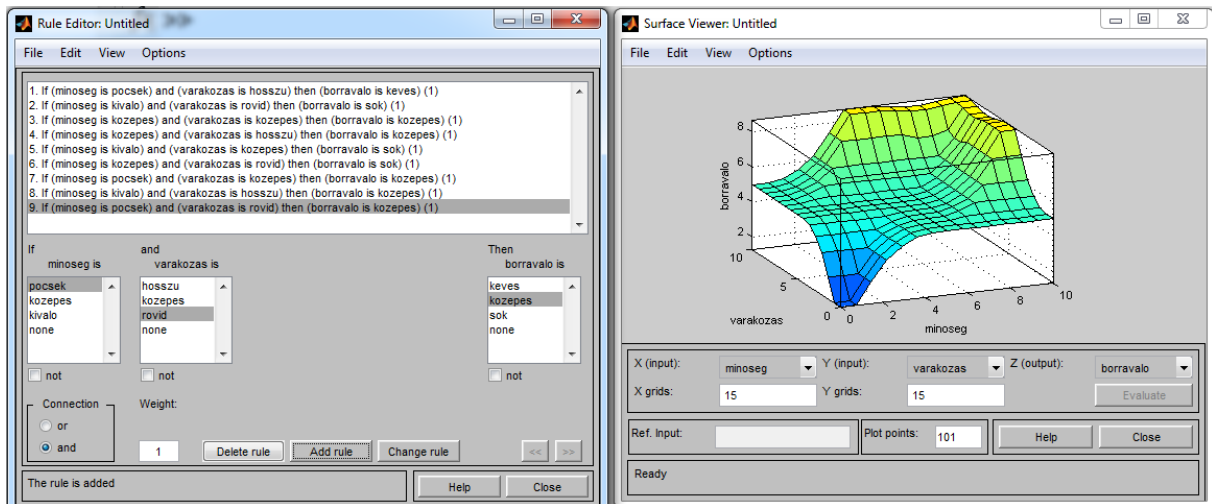 Rule Editor: Untitled
File Edit View Options
1. If (minoseg is pocsek) and (varakozas is hosszu) then (borravalo is keves) (1)
2. If (minoseg is kivalo) and (varakozas is rovid) then (borravalo is sok) (1)
3. If (minoseg is kozepes) and (varakozas is kozepes) then (borravalo is kozepes) (1)
4. If (minoseg is kozepes) and (varakozas is hosszu) then (borravalo is kozepes) (1)
5. If (minoseg is kivalo) and (varakozas is kozepes) then (borravalo is sok) (1)
6. If (minoseg is kozepes) and (varakozas is rovid) then (borravalo is sok) (1)
7. If (minoseg is pocsek) and (varakozas is kozepes) then (borravalo is kozepes) (1)
8. If (minoseg is kivalo) and (varakozas is hosszu) then (borravalo is kozepes) (1)
9. If (minoseg is pocsek) and (varakozas is rovid) then (borravalo is kozepes) (1)
If and Then
minoseg is varakozas is borravalo is
pocsek
kozepes
kivalo
none
hosszu
kozepes
rovid
none
keves
kozepes
sok
none
not not not
Connection
or
and
Weight:
1 Delete rule Add rule Change rule << >>
The rule is added
Help Close
Surface Viewer: Untitled
File Edit View Options
borravalo
8
6
4
2
10
5
0
varakozas
0 2 4 6 8 10
minoseg
X (input): minoseg Y (input): varakozas Z (output): borravalo
X grids: 15 Y grids: 15 Evaluate
Ref. Input: Plot points: 101 Help Close
Ready